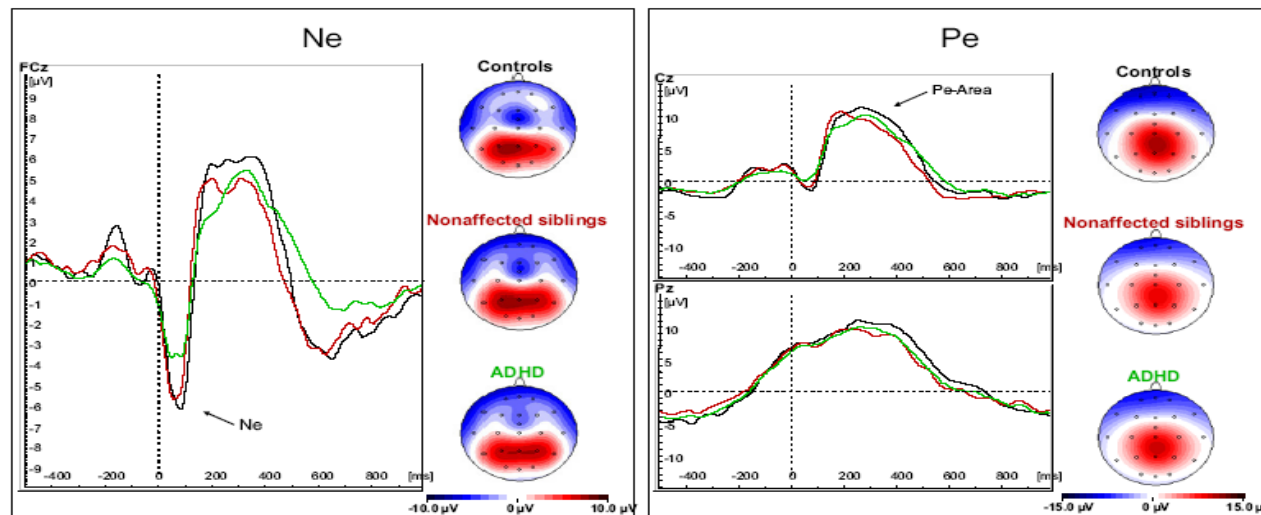 Ne
FCz
[µV]
9
8
7
6
5
4
3
2
1
0
-1
-2
-3
-4
-5
-6
-7
-8
-9
-400 -200 0 200 400 600 800 [ms]
Ne
Controls
Nonaffected siblings
ADHD
-10.0 µV 0 µV 10.0 µV
Pe
Cz
[µV]
10
5
0
-5
-10
-400 -200 0 200 400 600 800 [ms]
Pe-Area
Pz
[µV]
10
5
0
-5
-10
-400 -200 0 200 400 600 800 [ms]
Controls
Nonaffected siblings
ADHD
-15.0 µV 0 µV 15.0 µV